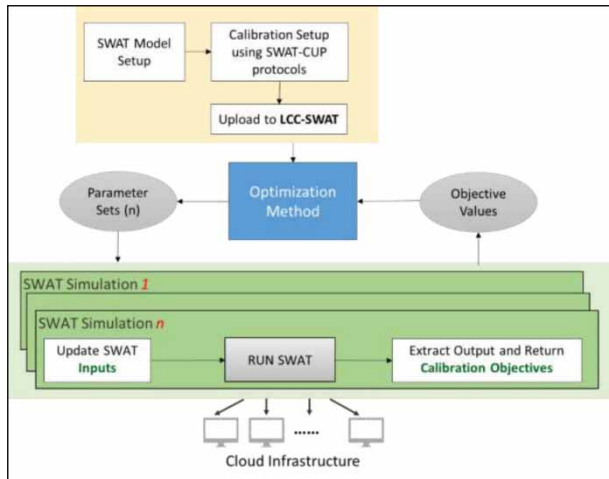 SWAT Model
Setup
Calibration Setup
using SWAT-CUP
protocols
Upload to LCC-SWAT
Parameter
Sets (n)
Optimization
Method
Objective
Values
SWAT Simulation 1
SWAT Simulation n
Update SWAT
Inputs
RUN SWAT
Extract Output and Return
Calibration Objectives
......
Cloud Infrastructure